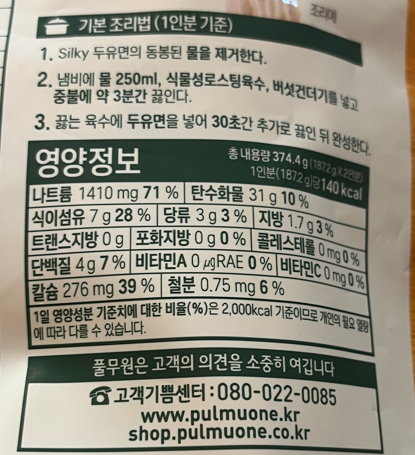 조리예
기본 조리법 (1인분 기준)
1. Silky 두유면의 동봉된 물을 제거한다.
2. 냄비에 물 250ml, 식물성로스팅육수, 버섯건더기를 넣고
중불에 약 3분간 끓인다.
3. 끓는 육수에 두유면을 넣어 30초간 추가로 끓인 뒤 완성한다.
영양정보
총 내용량 374.4 g (187.2 g X 2인분)
1인분(187.2 g)당 140 kcal
나트륨 1410 mg 71 % 탄수화물 31 g 10 %
식이섬유 7 g 28 % 당류 3 g 3 % 지방 1.7 g 3 %
트랜스지방 0 g 포화지방 0 g 0 % 콜레스테롤 0 mg 0 %
단백질 4 g 7 % 비타민A 0 μgRAE 0 % 비타민C 0 mg 0 %
칼슘 276 mg 39 % 철분 0.75 mg 6 %
1일 영양성분 기준치에 대한 비율(%)은 2,000kcal 기준이므로 개인의 필요 열량
에 따라 다를 수 있습니다.
풀무원은 고객의 의견을 소중히 여깁니다
고객기쁨센터 : 080-022-0085
www.pulmuone.kr
shop.pulmuone.co.kr